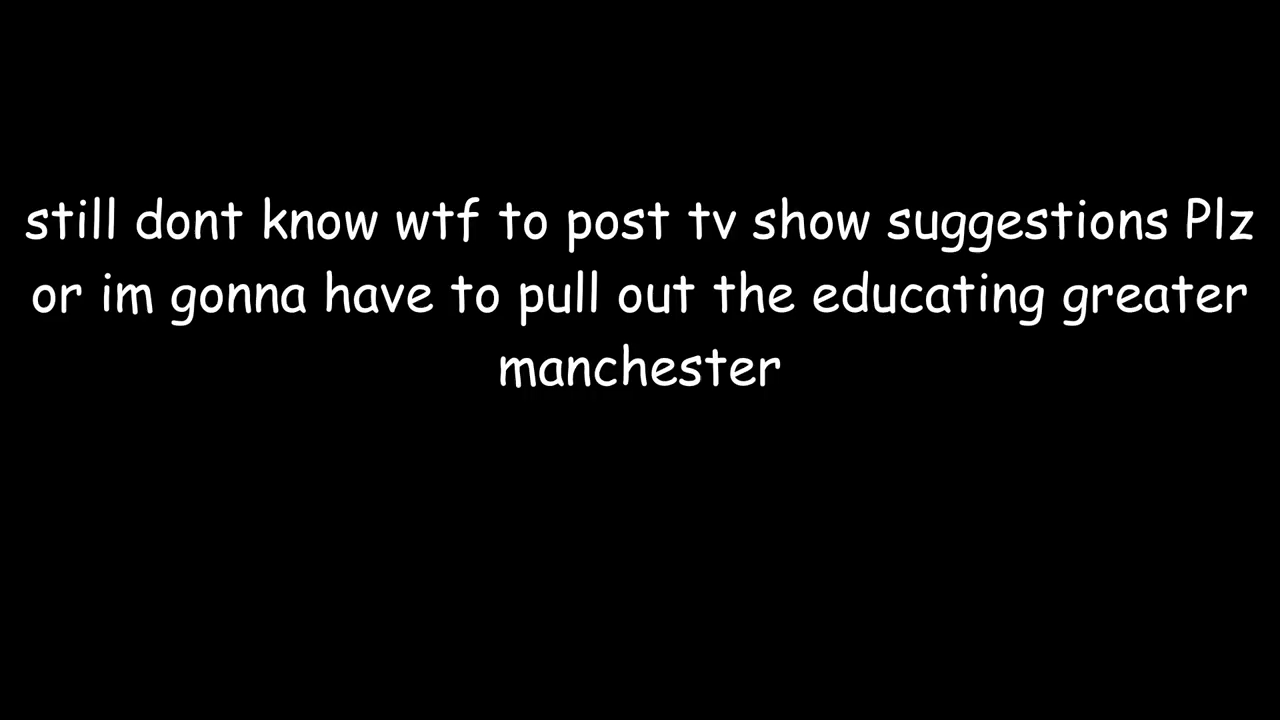 still dont know wtf to post tv show suggestions Plz
or im gonna have to pull out the educating greater
manchester